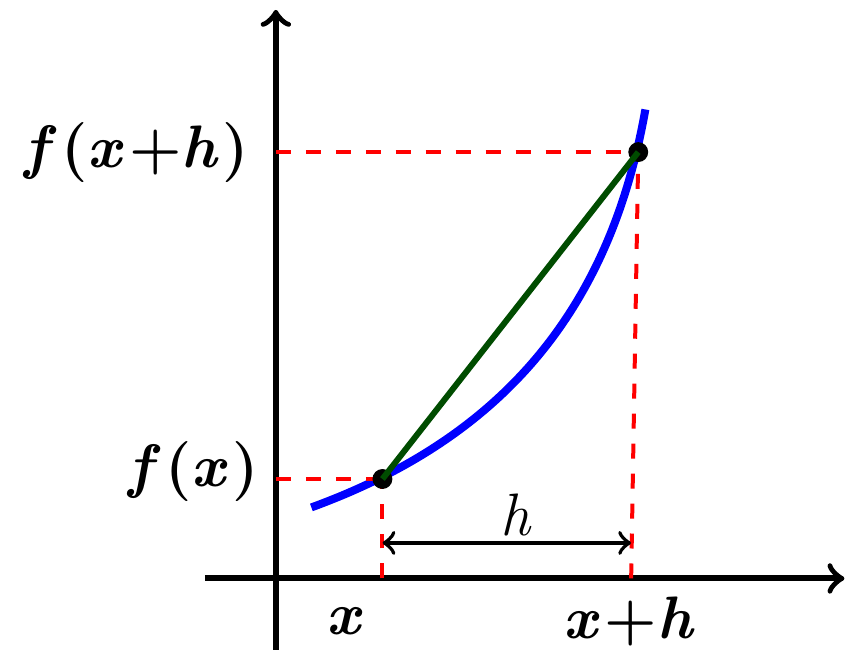 f(x+h)
f(x)
h
x
x+h